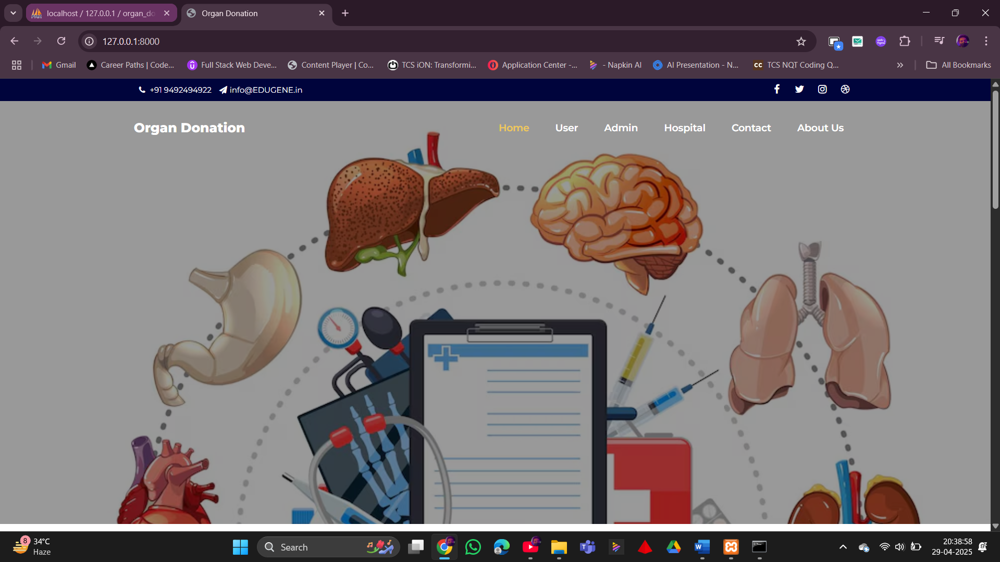 localhost / 127.0.0.1 / organ_do
Organ Donation
127.0.0.1:8000
Gmail
Career Paths | Code...
Full Stack Web Deve...
Content Player | Co...
TCS iON: Transformi...
Application Center -...
- Napkin AI
AI Presentation - N...
CC TCS NQT Coding Q...
All Bookmarks
+91 9492494922 info@EDUGENE.in
Organ Donation
Home
User
Admin
Hospital
Contact
About Us
8
34°C
Haze
Search
20:38:58
29-04-2025